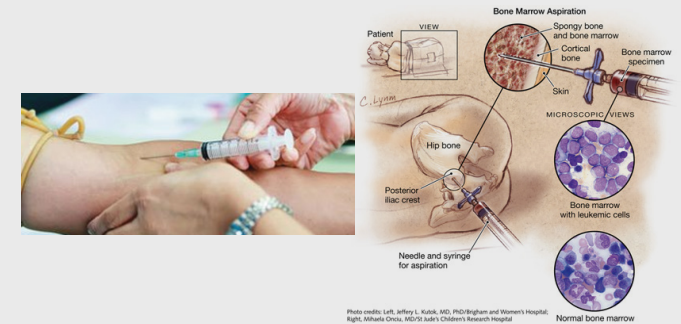 Bone Marrow Aspiration
Patient
VIEW
Spongy bone
and bone marrow
Cortical
bone
Bone marrow
specimen
Skin
C. Lynm
MICROSCOPIC VIEWS
Hip bone
Posterior
iliac crest
Bone marrow
with leukemic cells
Needle and syringe
for aspiration
Normal bone marrow
Photo credits: Left, Jeffery L. Kutok, MD, PhD/Brigham and Women's Hospital;
Right, Mihaela Onciu, MD/St Jude's Children's Research Hospital